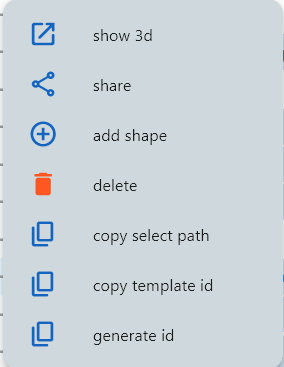 show 3d
share
add shape
delete
copy select path
copy template id
generate id